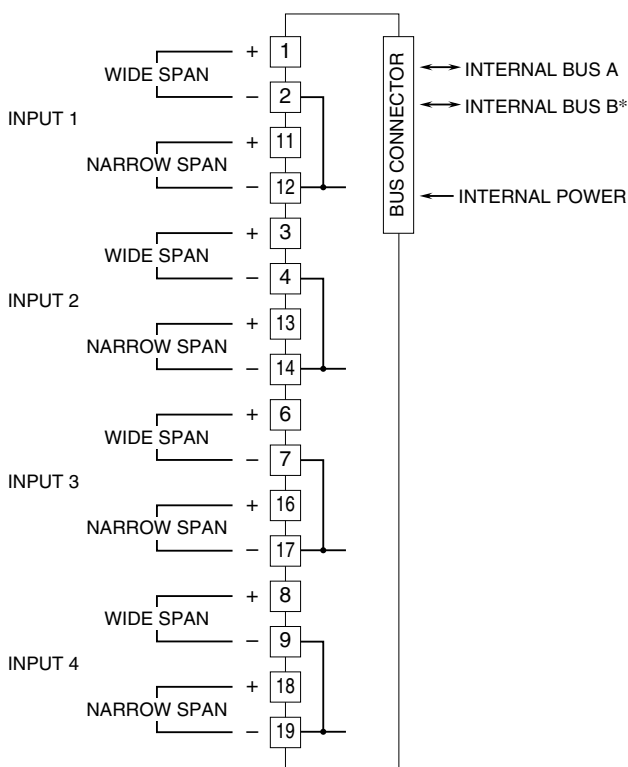 + 1
WIDE SPAN
− 2
INPUT 1
+ 11
NARROW SPAN
− 12
BUS CONNECTOR
INTERNAL BUS A
INTERNAL BUS B*
INTERNAL POWER
+ 3
WIDE SPAN
− 4
INPUT 2
+ 13
NARROW SPAN
− 14
+ 6
WIDE SPAN
− 7
INPUT 3
+ 16
NARROW SPAN
− 17
+ 8
WIDE SPAN
− 9
INPUT 4
+ 18
NARROW SPAN
− 19